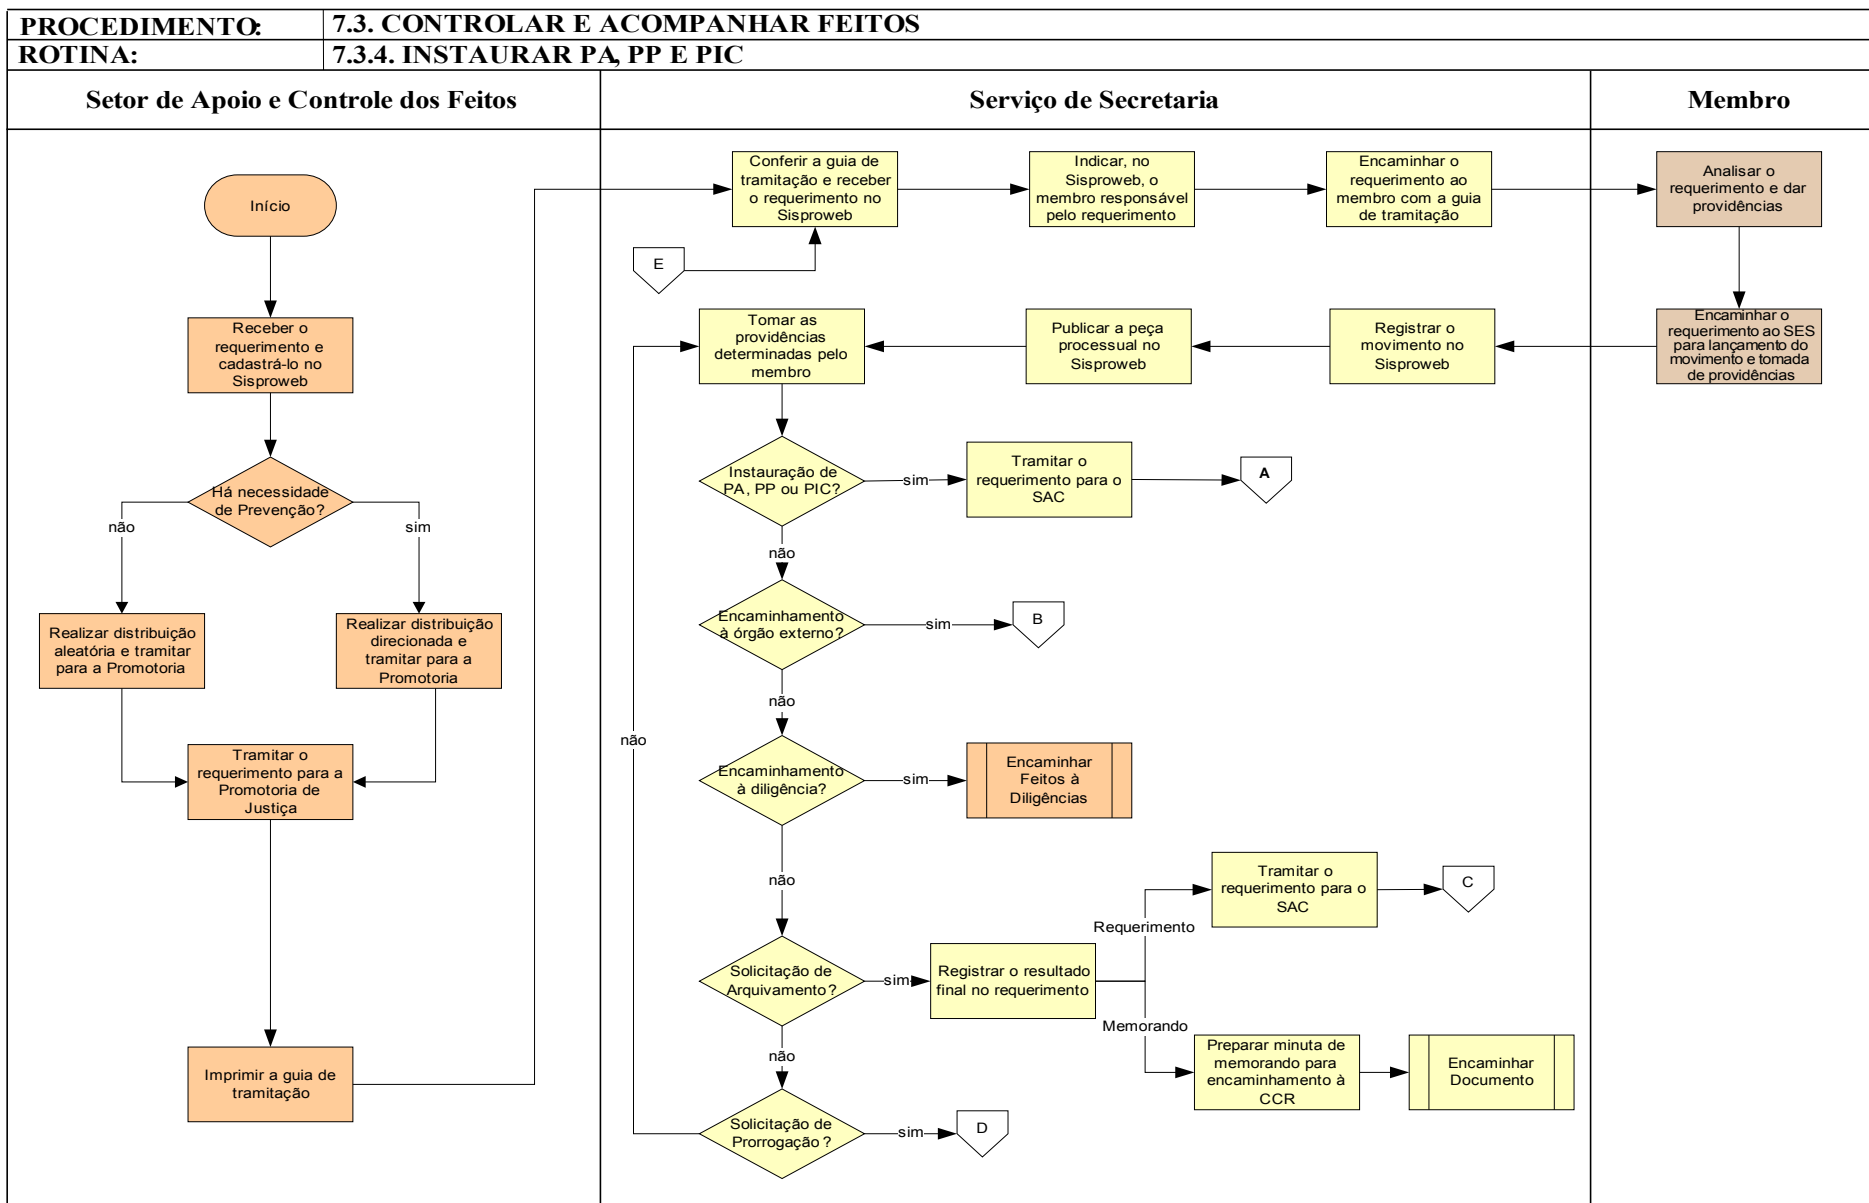 PROCEDIMENTO:
7.3. CONTROLAR E ACOMPANHAR FEITOS
ROTINA:
7.3.4. INSTAURAR PA, PP E PIC
Setor de Apoio e Controle dos Feitos
Serviço de Secretaria
Membro
Início
Receber o
requerimento e
cadastrá-lo no
Sisproweb
Há necessidade
de Prevenção?
não
sim
Realizar distribuição
aleatória e tramitar
para a Promotoria
Realizar distribuição
direcionada e
tramitar para a
Promotoria
Tramitar o
requerimento para a
Promotoria de
Justiça
Imprimir a guia de
tramitação
Conferir a guia de
tramitação e receber
o requerimento no
Sisproweb
Indicar, no
Sisproweb, o
membro responsável
pelo requerimento
Encaminhar o
requerimento ao
membro com a guia
de tramitação
Analisar o
requerimento e dar
providências
E
Encaminhar o
requerimento ao SES
para lançamento do
movimento e tomada
de providências
Registrar o
movimento no
Sisproweb
Publicar a peça
processual no
Sisproweb
Tomar as
providências
determinadas pelo
membro
Instauração de
PA, PP ou PIC?
sim
Tramitar o
requerimento para o
SAC
A
não
Encaminhamento
à órgão externo?
sim
B
não
Encaminhamento
à diligência?
sim
Encaminhar
Feitos à
Diligências
não
não
Solicitação de
Arquivamento?
sim
Registrar o resultado
final no requerimento
Requerimento
Tramitar o
requerimento para o
SAC
C
Memorando
Preparar minuta de
memorando para
encaminhamento à
CCR
Encaminhar
Documento
não
Solicitação de
Prorrogação?
sim
D